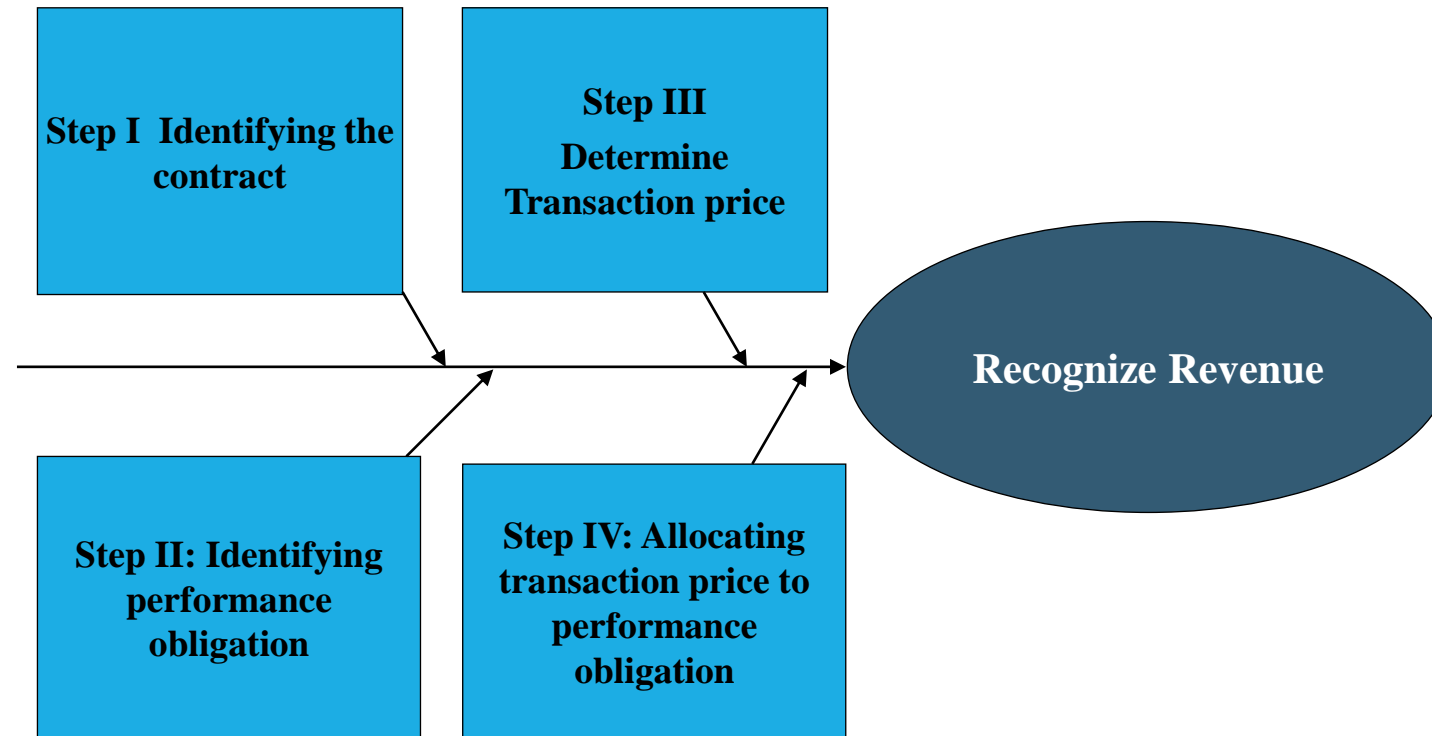 Step I  Identifying the
contract
Step III
Determine
Transaction price
Recognize Revenue
Step II: Identifying
performance
obligation
Step IV: Allocating
transaction price to
performance
obligation